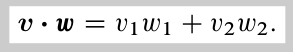 v · w = v₁w₁ + v₂w₂.